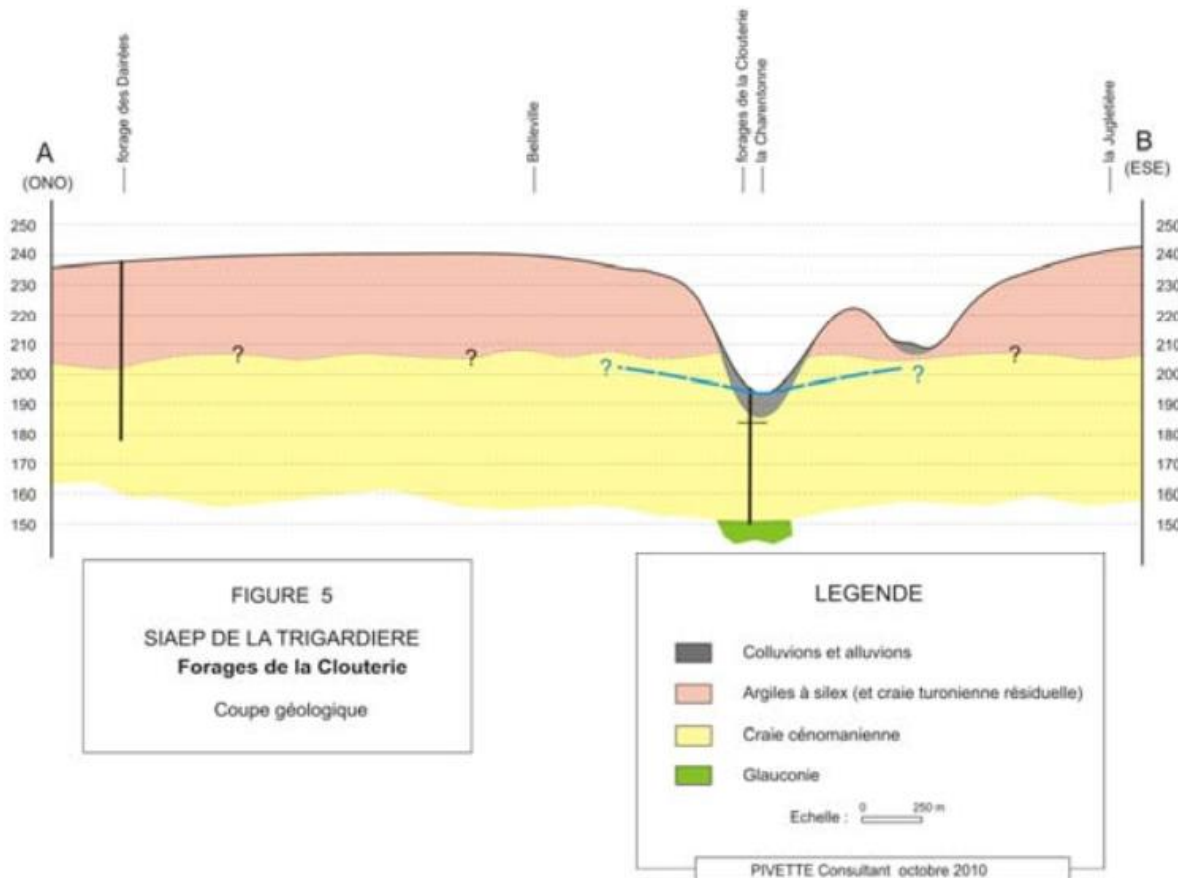 forage des Dairées
Belleville
forages de la Clouterie
la Charentonne
la Jugletière
A
(ONO)
B
(ESE)
250
240
230
220
210
200
190
180
170
160
150
?
?
?
?
?
250
240
230
220
210
200
190
180
170
160
150
FIGURE 5
SIAEP DE LA TRIGARDIERE
Forages de la Clouterie
Coupe géologique
LEGENDE
Colluvions et alluvions
Argiles à silex (et craie turonienne résiduelle)
Craie cénomanienne
Glauconie
Echelle : 0 250 m
PIVETTE Consultant octobre 2010